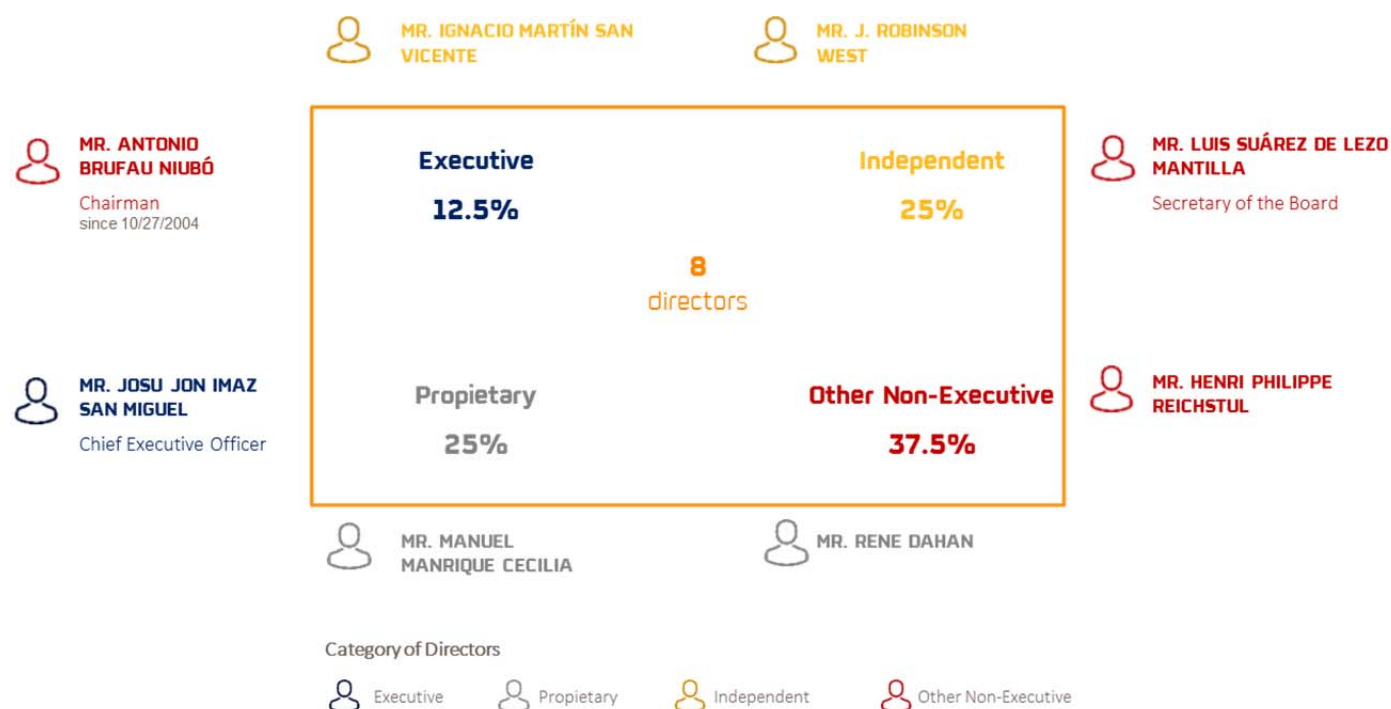 MR. IGNACIO MARTÍN SAN
VICENTE
MR. J. ROBINSON
WEST
MR. ANTONIO
BRUFAU NIUBÓ
Chairman
since 10/27/2004
Executive
12.5%
Independent
25%
MR. LUIS SUÁREZ DE LEZO
MANTILLA
Secretary of the Board
8
directors
MR. JOSU JON IMAZ
SAN MIGUEL
Chief Executive Officer
Propietary
25%
Other Non-Executive
37.5%
MR. HENRI PHILIPPE
REICHSTUL
MR. MANUEL
MANRIQUE CECILIA
MR. RENE DAHAN
Category of Directors
Executive
Propietary
Independent
Other Non-Executive